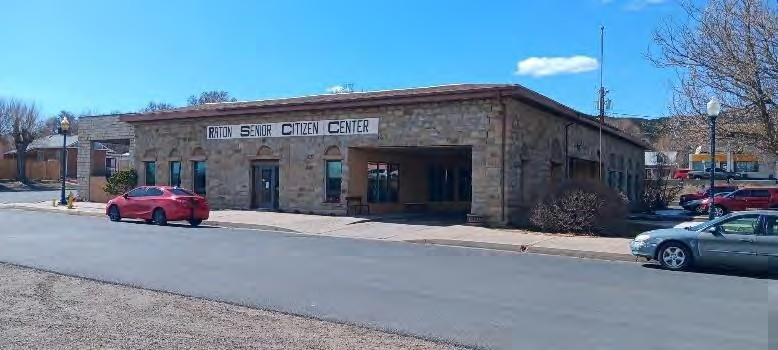 RATON SENIOR CITIZEN CENTER